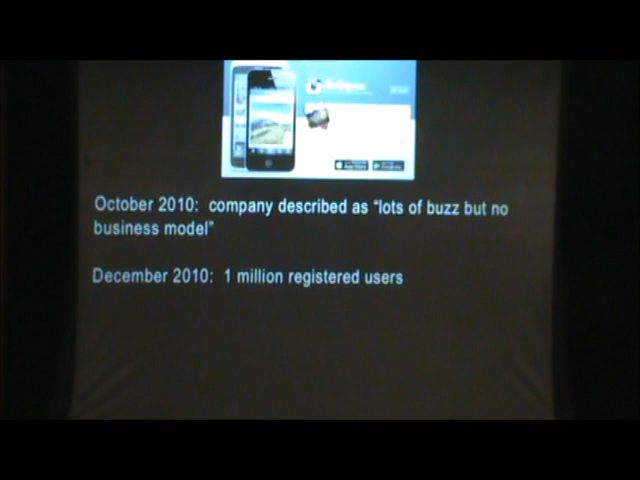 October 2010:  company described as “lots of buzz but no
business model”
December 2010:  1 million registered users